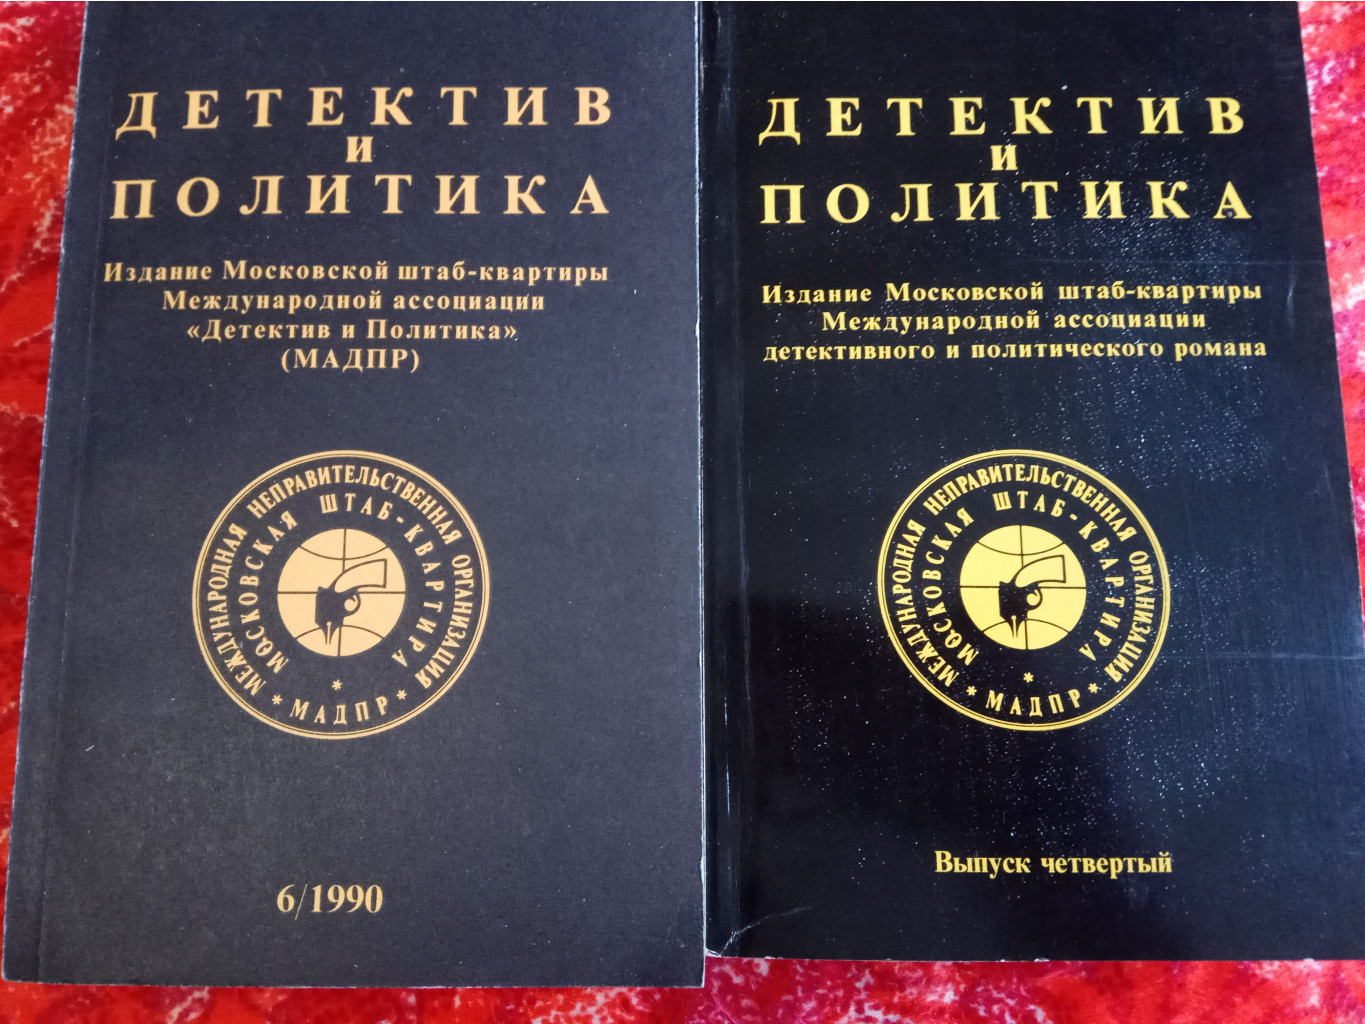 ДЕТЕКТИВ
И
ПОЛИТИКА
Издание Московской штаб-квартиры
Международной ассоциации
«Детектив и Политика»
(МАДПР)
МЕЖДУНАРОДНАЯ НЕПРАВИТЕЛЬСТВЕННАЯ ОРГАНИЗАЦИЯ
МОСКОВСКАЯ ШТАБ-КВАРТИРА
* МАДПР *
6/1990
ДЕТЕКТИВ
И
ПОЛИТИКА
Издание Московской штаб-квартиры
Международной ассоциации
детективного и политического романа
МЕЖДУНАРОДНАЯ НЕПРАВИТЕЛЬСТВЕННАЯ ОРГАНИЗАЦИЯ
МОСКОВСКАЯ ШТАБ-КВАРТИРА
* МАДПР *
Выпуск четвертый